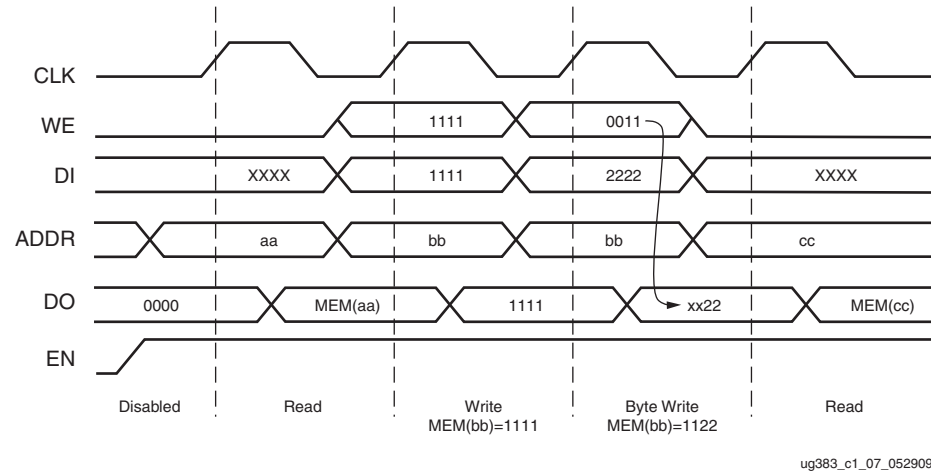 CLK
WE 1111 0011
DI XXXX 1111 2222 XXXX
ADDR aa bb bb cc
DO 0000 MEM(aa) 1111 xx22 MEM(cc)
EN
Disabled Read Write Byte Write Read
MEM(bb)=1111 MEM(bb)=1122
ug383_c1_07_052909